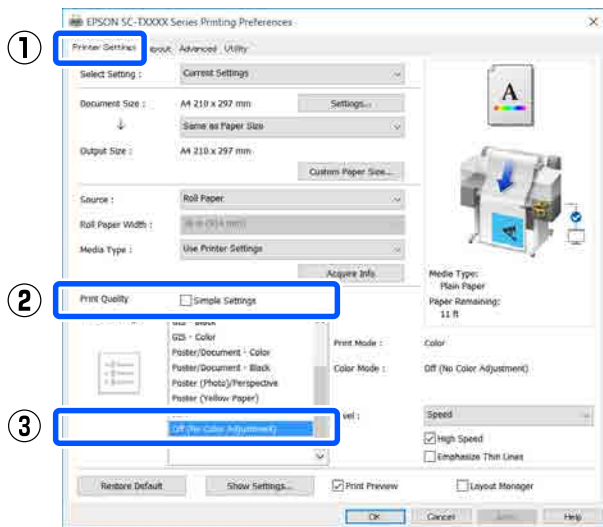 EPSON SC-TXXXX Series Printing Preferences
①
Printer Settings
Advanced Utility
Select Setting : Current Settings
Document Size : A4 210 x 297 mm Settings...
Same as Paper Size
Output Size : A4 210 x 297 mm
Custom Paper Size...
Source : Roll Paper
Roll Paper Width :
Media Type : Use Printer Settings
Acquire Info
A
Media Type:
Plain Paper
Paper Remaining:
11 ft
②
Print Quality Simple Settings
GIS - Color
Poster/Document - Color
Poster/Document - Black
Poster (Photo)/Perspective
Poster (Yellow Paper)
Print Mode : Color
Color Mode : Off (No Color Adjustment)
③
Off (No Color Adjustment)
Speed
High Speed
Emphasize Thin Lines
Restore Default Show Settings... Print Preview Layout Manager
OK Cancel Help